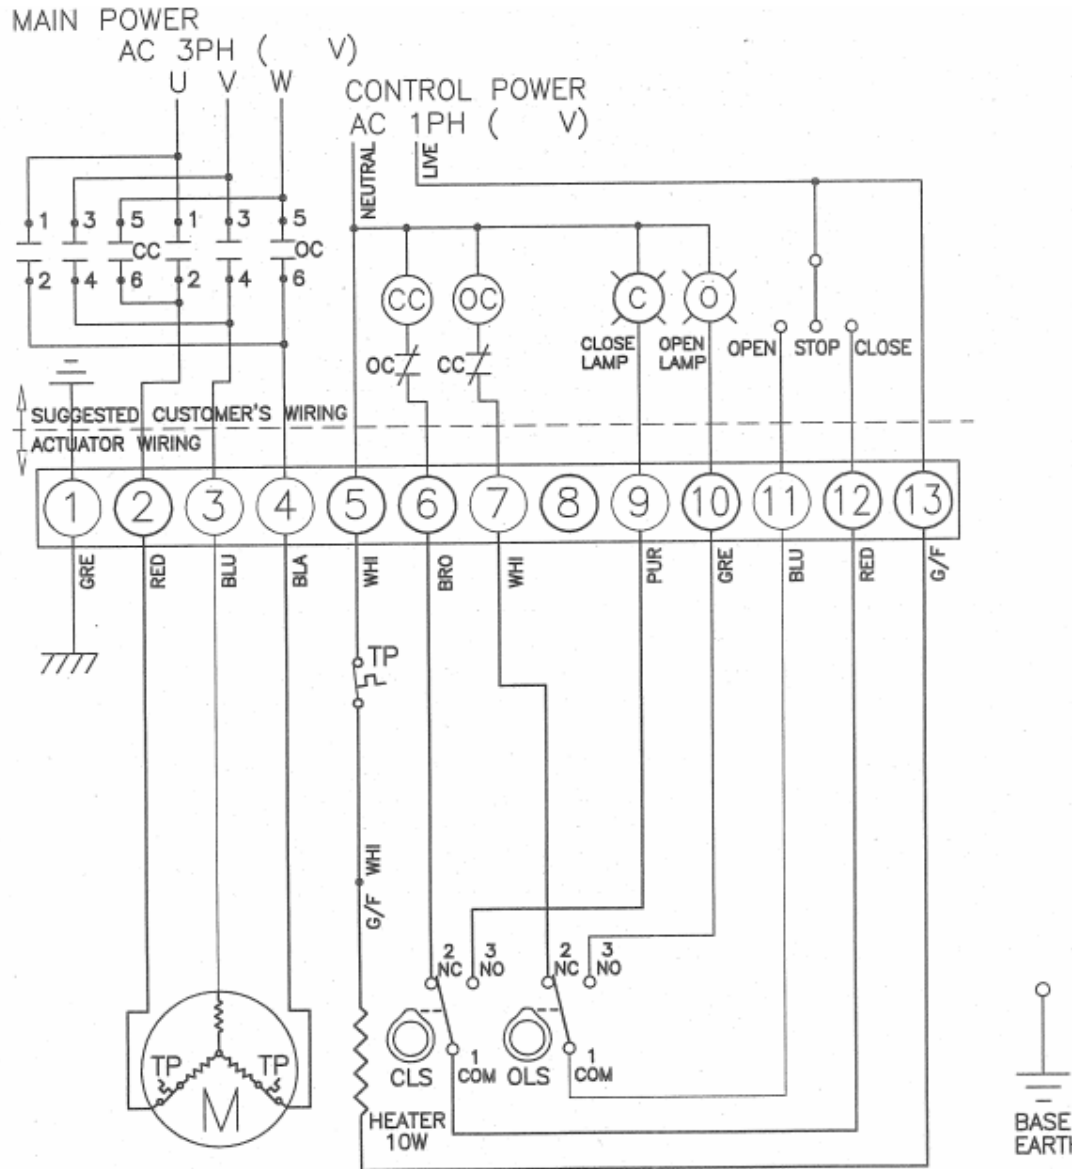 MAIN POWER
AC 3PH (     V)
U V W
CONTROL POWER
AC 1PH (     V)
NEUTRAL
LIVE
1 3 5 1 3 5
CC OC
2 4 6 2 4 6
CC OC C O
CLOSE LAMP
OPEN LAMP
OPEN STOP CLOSE
OC CC
SUGGESTED CUSTOMER'S WIRING
ACTUATOR WIRING
1 2 3 4 5 6 7 8 9 10 11 12 13
GRE RED BLU BLA WHI BRO WHI PUR GRE BLU RED G/F
TP
WHI
G/F
2 NC 3 NO 2 NC 3 NO
TP TP
M
CLS 1 COM OLS 1 COM
HEATER
10W
BASE
EARTH